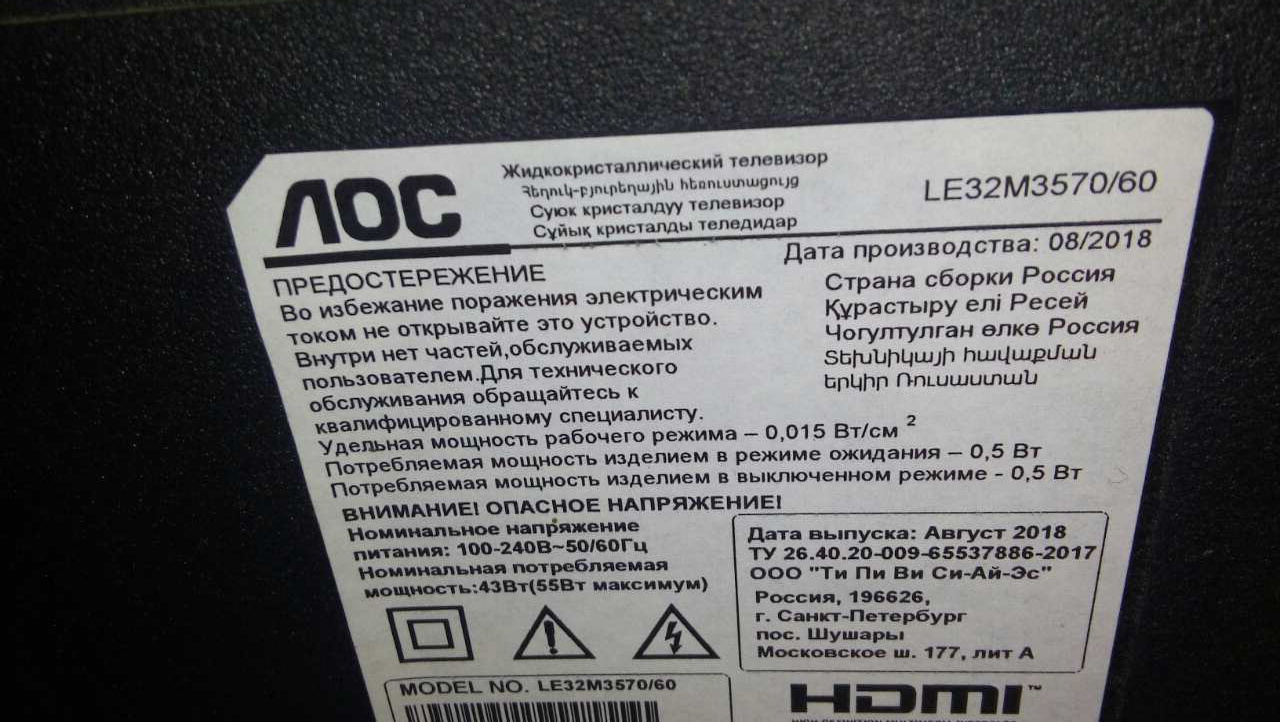 AOC
Жидкокристаллический телевизор
Հեղուկ-բյուրեղային հեռուստացույց
Суюк кристалдуу телевизор
Сұйық кристалды теледидар
LE32M3570/60
Дата производства: 08/2018
ПРЕДОСТЕРЕЖЕНИЕ
Во избежание поражения электрическим
током не открывайте это устройство.
Внутри нет частей,обслуживаемых
пользователем.Для технического
обслуживания обращайтесь к
квалифицированному специалисту.
Страна сборки Россия
Құрастыру елі Ресей
Чогултулган өлкө Россия
Տեխնիկայի հավաքման
երկիր Ռուսաստան
Удельная мощность рабочего режима – 0,015 Вт/см ²
Потребляемая мощность изделием в режиме ожидания – 0,5 Вт
Потребляемая мощность изделием в выключенном режиме - 0,5 Вт
ВНИМАНИЕ! ОПАСНОЕ НАПРЯЖЕНИЕ!
Номинальное напряжение
питания: 100-240В~50/60Гц
Номинальная потребляемая
мощность:43Вт(55Вт максимум)
Дата выпуска: Август 2018
ТУ 26.40.20-009-65537886-2017
ООО "Ти Пи Ви Си-Ай-Эс"
Россия, 196626,
г. Санкт-Петербург
пос. Шушары
Московское ш. 177, лит А
MODEL NO. LE32M3570/60
HDMI™